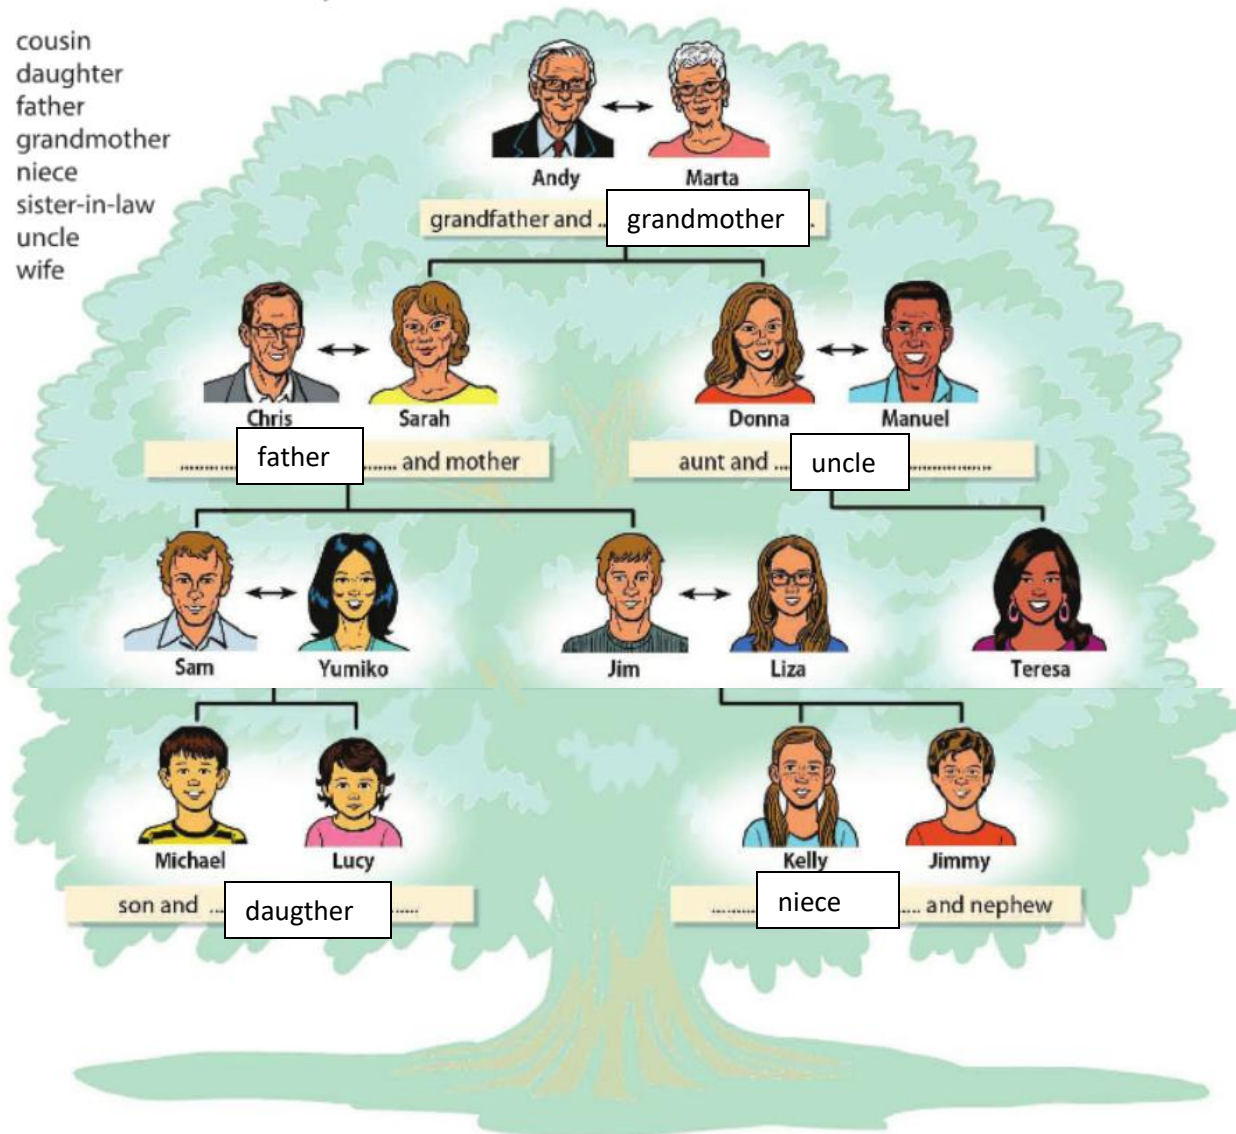 cousin
daughter
father
grandmother
niece
sister-in-law
uncle
wife
Andy Marta
grandfather and .. grandmother .
Chris Sarah Donna Manuel
........... father ....... and mother aunt and .... uncle ................
Sam Yumiko Jim Liza Teresa
Michael Lucy Kelly Jimmy
son and ... daugther ...... .......... niece .... and nephew